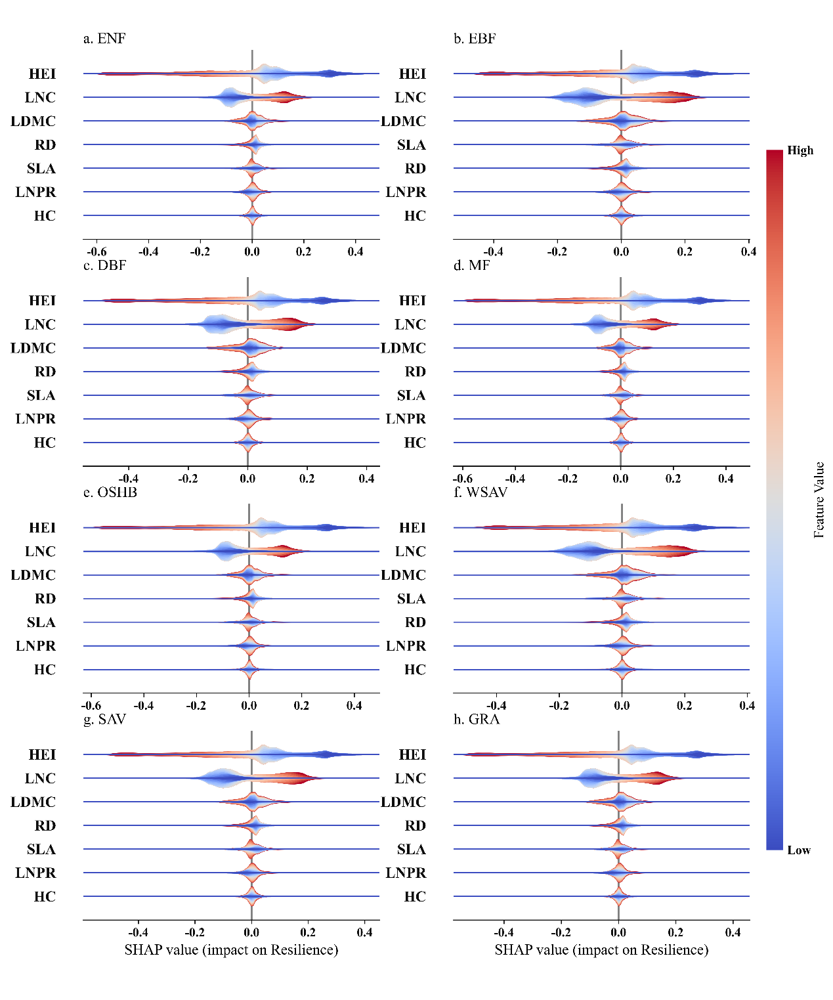 a. ENF
HEI
LNC
LDMC
RD
SLA
LNPR
HC
-0.6 -0.4 -0.2 0.0 0.2 0.4
b. EBF
HEI
LNC
LDMC
SLA
RD
LNPR
HC
-0.4 -0.2 0.0 0.2 0.4
c. DBF
HEI
LNC
LDMC
RD
SLA
LNPR
HC
-0.4 -0.2 0.0 0.2 0.4
d. MF
HEI
LNC
LDMC
RD
SLA
LNPR
HC
-0.6 -0.4 -0.2 0.0 0.2 0.4
e. OSHB
HEI
LNC
LDMC
RD
SLA
LNPR
HC
-0.6 -0.4 -0.2 0.0 0.2 0.4
f. WSAV
HEI
LNC
LDMC
SLA
RD
LNPR
HC
-0.4 -0.2 0.0 0.2 0.4
g. SAV
HEI
LNC
LDMC
RD
SLA
LNPR
HC
-0.4 -0.2 0.0 0.2 0.4
SHAP value (impact on Resilience)
h. GRA
HEI
LNC
LDMC
RD
SLA
LNPR
HC
-0.4 -0.2 0.0 0.2 0.4
SHAP value (impact on Resilience)
High
Feature Value
Low